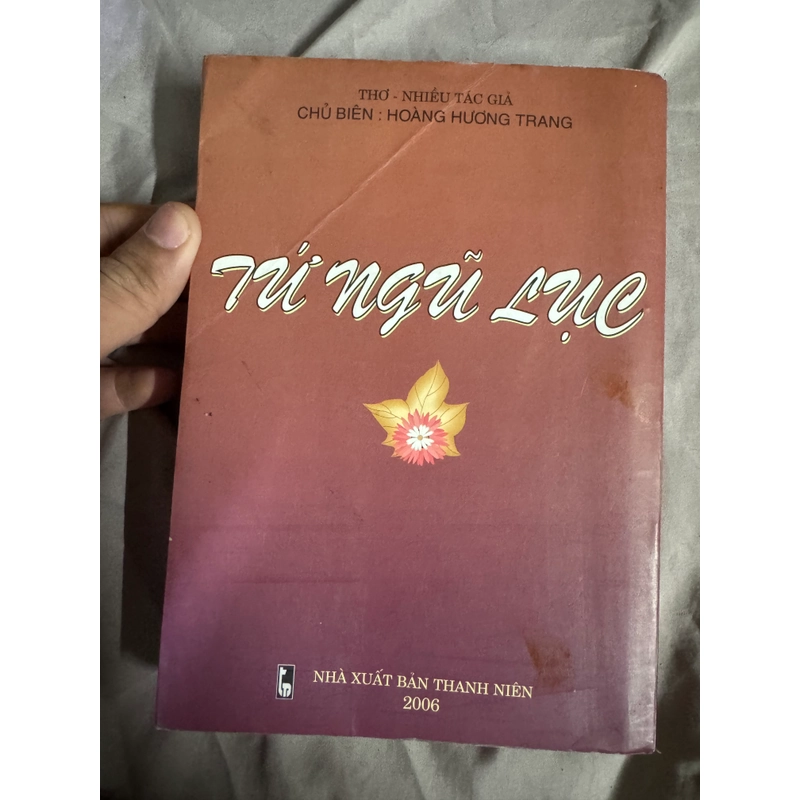 THƠ - NHIỀU TÁC GIẢ
CHỦ BIÊN : HOÀNG HƯƠNG TRANG
TỨ NGŨ LỤC
NHÀ XUẤT BẢN THANH NIÊN
2006